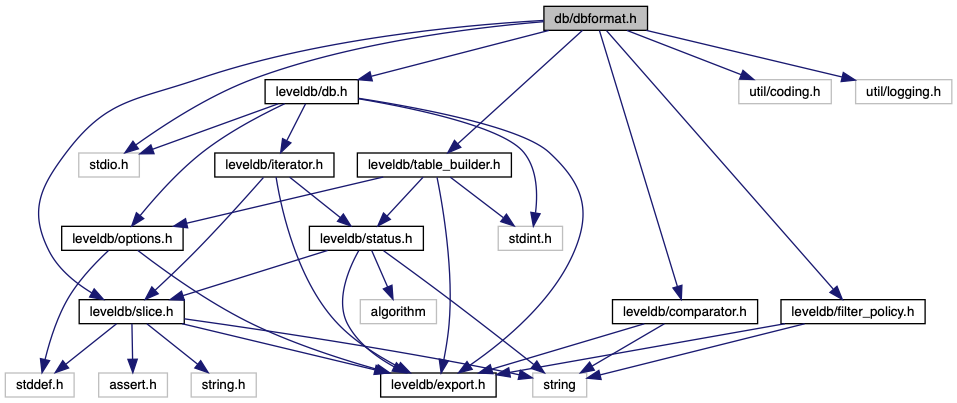 db/dbformat.h
leveldb/db.h
util/coding.h
util/logging.h
stdio.h
leveldb/iterator.h
leveldb/table_builder.h
leveldb/options.h
leveldb/status.h
stdint.h
leveldb/slice.h
algorithm
leveldb/comparator.h
leveldb/filter_policy.h
stddef.h
assert.h
string.h
leveldb/export.h
string